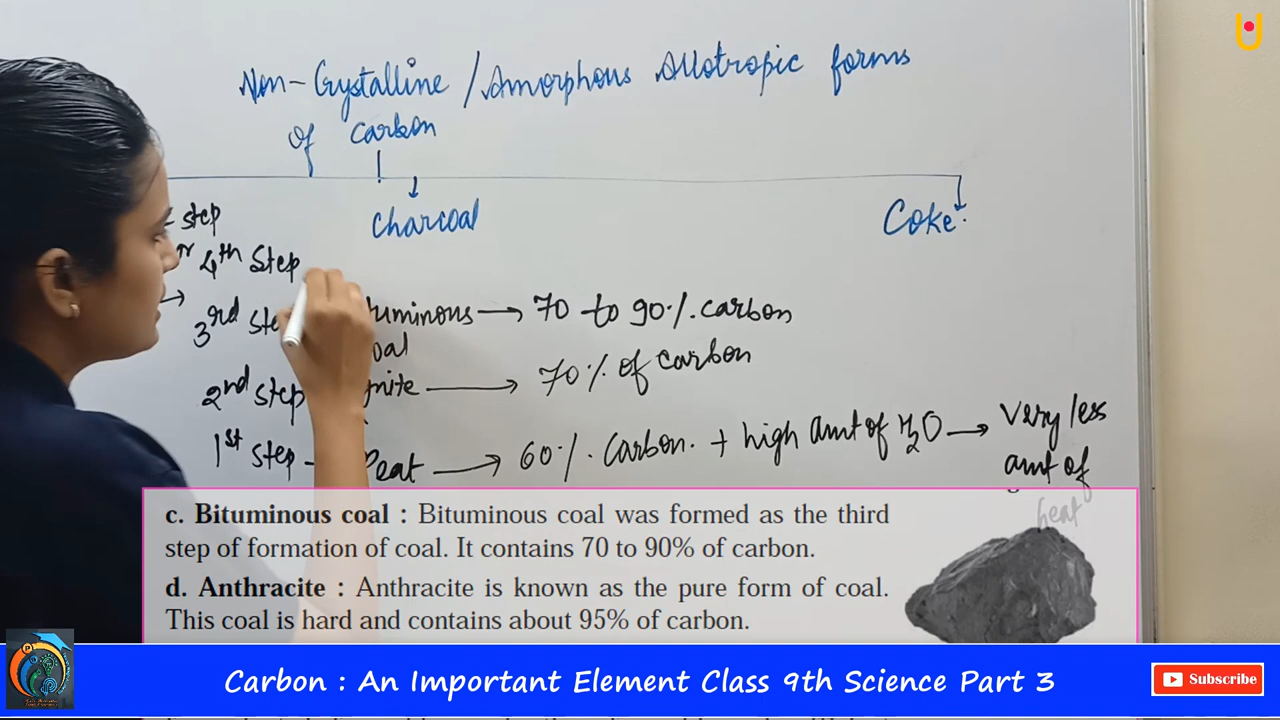 Non-Crystalline / Amorphous Allotropic forms
of carbon
Charcoal
Coke
step
4th Step
3rd Ste uminous → 70 to 90% carbon
oal
2nd step nite → 70% of carbon
1st step - Peat → 60% carbon. + high amt of H2O → very less
amt of
heat
c. Bituminous coal : Bituminous coal was formed as the third
step of formation of coal. It contains 70 to 90% of carbon.
d. Anthracite : Anthracite is known as the pure form of coal.
This coal is hard and contains about 95% of carbon.
Carbon : An Important Element Class 9th Science Part 3
Subscribe